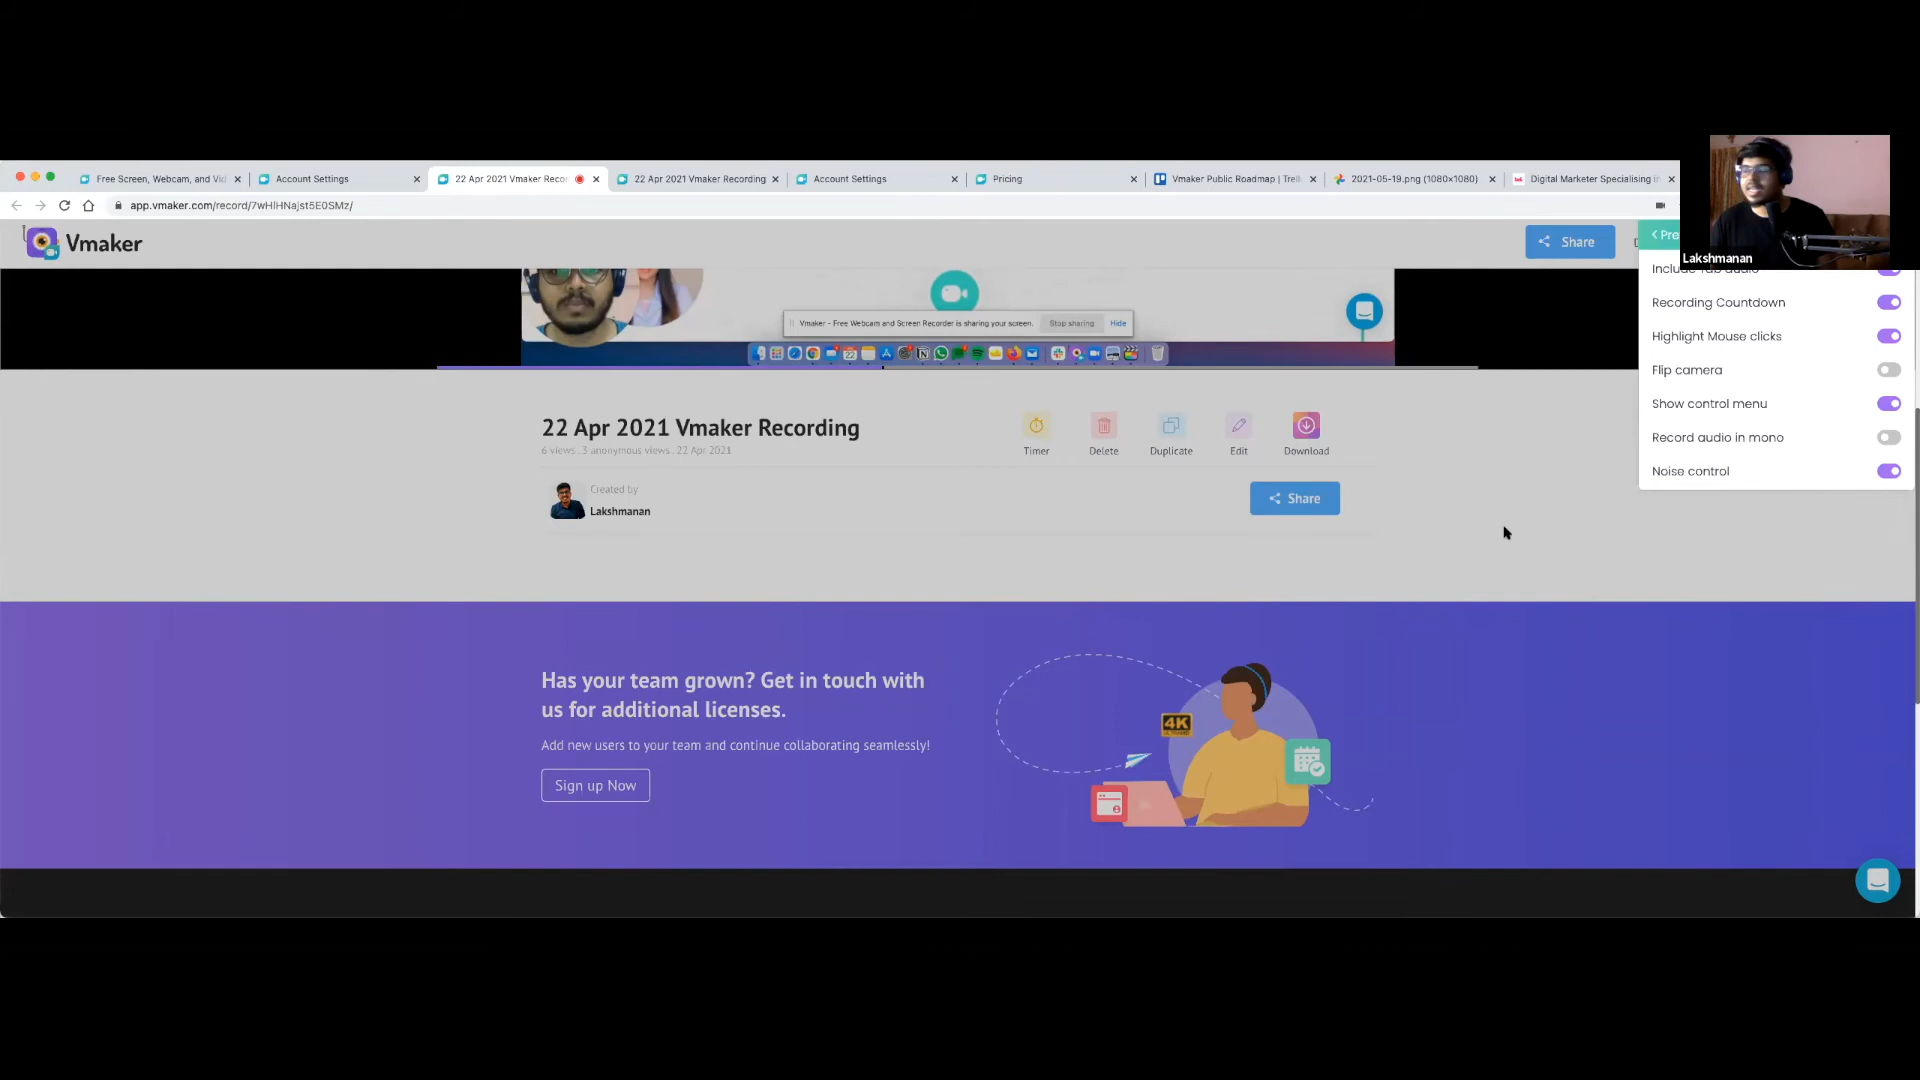 Free Screen, Webcam, and Vid
Account Settings
22 Apr 2021 Vmaker Recor
22 Apr 2021 Vmaker Recording
Account Settings
Pricing
Vmaker Public Roadmap | Trell
2021-05-19.png (1080×1080)
Digital Marketer Specialising in
app.vmaker.com/record/7wHIHNajst5E0SMz/
Vmaker
Share
Pre
Lakshmanan
Include Tab audio
Recording Countdown
Highlight Mouse clicks
Flip camera
Show control menu
Record audio in mono
Noise control
Vmaker - Free Webcam and Screen Recorder is sharing your screen.
Stop sharing
Hide
22 Apr 2021 Vmaker Recording
6 views . 3 anonymous views . 22 Apr 2021
Timer
Delete
Duplicate
Edit
Download
Created by
Lakshmanan
Share
Has your team grown? Get in touch with
us for additional licenses.
Add new users to your team and continue collaborating seamlessly!
Sign up Now
4K